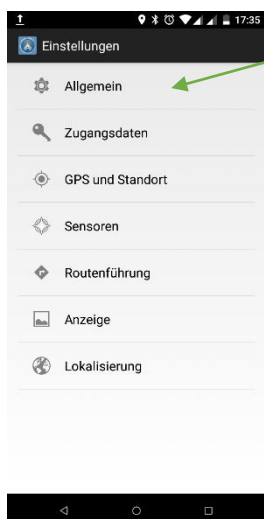 17:35
Einstellungen
Allgemein
Zugangsdaten
GPS und Standort
Sensoren
Routenführung
Anzeige
Lokalisierung